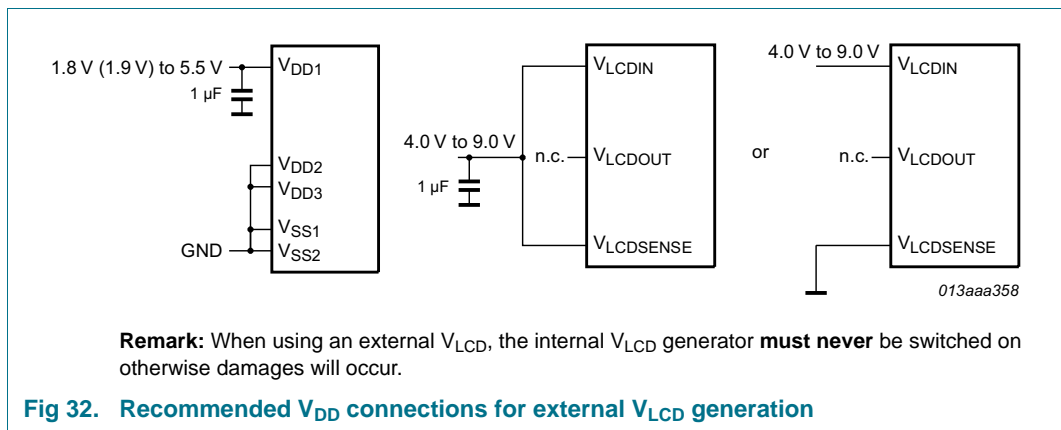 1.8 V (1.9 V) to 5.5 V
1 µF
VDD1
VDD2
VDD3
VSS1
GND
VSS2
4.0 V to 9.0 V
1 µF
n.c.
VLCDIN
VLCDOUT
VLCDSENSE
or
4.0 V to 9.0 V
VLCDIN
n.c.
VLCDOUT
VLCDSENSE
013aaa358
Remark: When using an external VLCD, the internal VLCD generator must never be switched on
otherwise damages will occur.
Fig 32. Recommended VDD connections for external VLCD generation